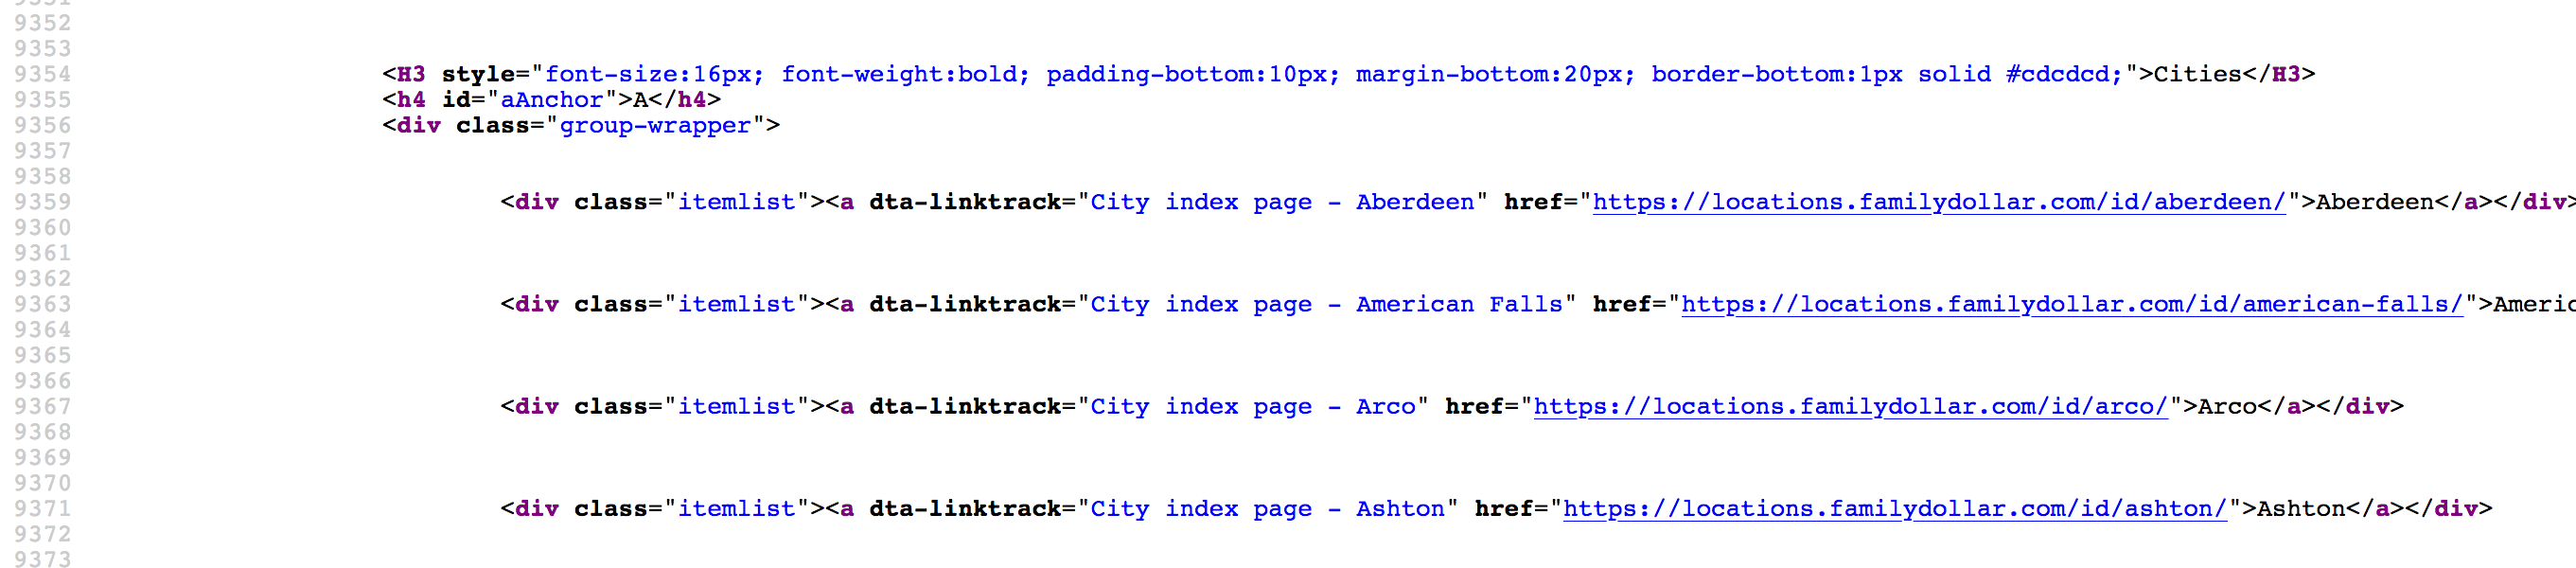 9352
9353
9354 <H3 style="font-size:16px; font-weight:bold; padding-bottom:10px; margin-bottom:20px; border-bottom:1px solid #cdcdcd;">Cities</H3>
9355 <h4 id="aAnchor">A</h4>
9356 <div class="group-wrapper">
9357
9358
9359 <div class="itemlist"><a dta-linktrack="City index page - Aberdeen" href="https://locations.familydollar.com/id/aberdeen/">Aberdeen</a></div>
9360
9361
9362
9363 <div class="itemlist"><a dta-linktrack="City index page - American Falls" href="https://locations.familydollar.com/id/american-falls/">Americ
9364
9365
9366
9367 <div class="itemlist"><a dta-linktrack="City index page - Arco" href="https://locations.familydollar.com/id/arco/">Arco</a></div>
9368
9369
9370
9371 <div class="itemlist"><a dta-linktrack="City index page - Ashton" href="https://locations.familydollar.com/id/ashton/">Ashton</a></div>
9372
9373